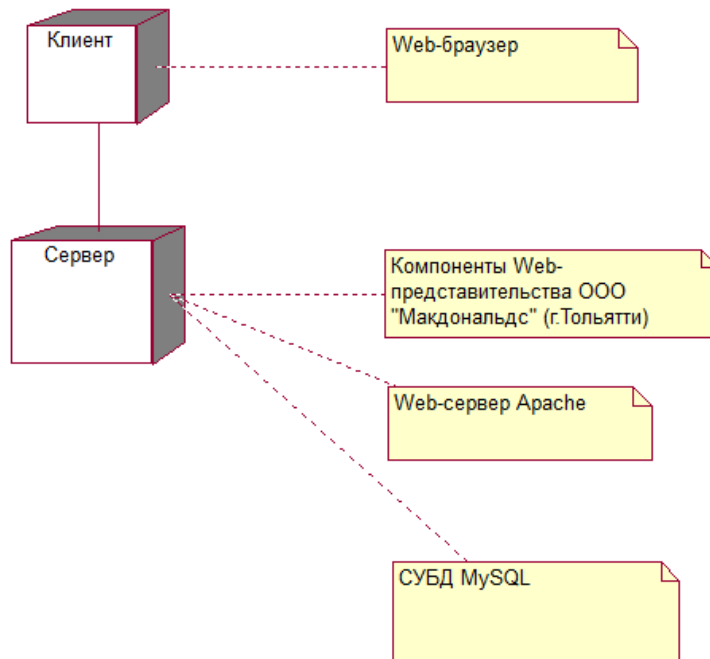 Клиент
Web-браузер
Сервер
Компоненты Web-
представительства ООО
"Макдональдс" (г.Тольятти)
Web-сервер Apache
СУБД MySQL